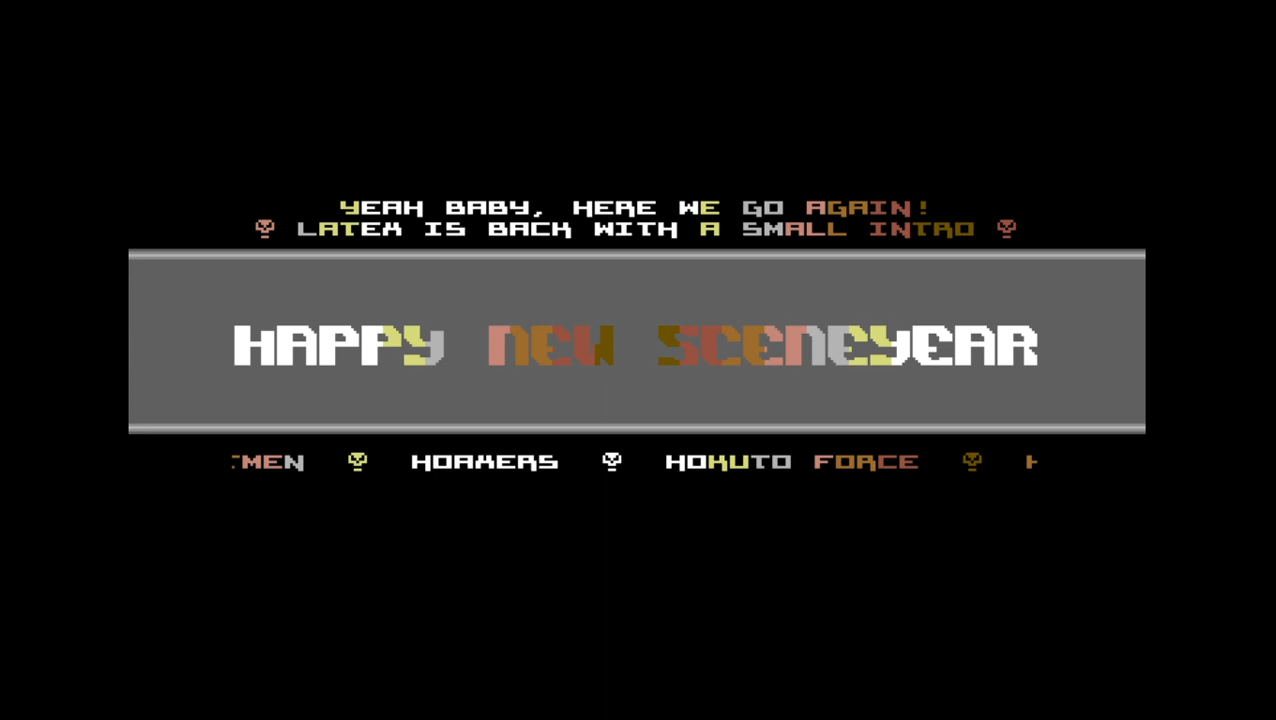 YEAH BABY, HERE WE GO AGAIN!
LATEX IS BACK WITH A SMALL INTRO
HAPPY NEW SCENEYEAR
MEN HOAXERS HOKUTO FORCE